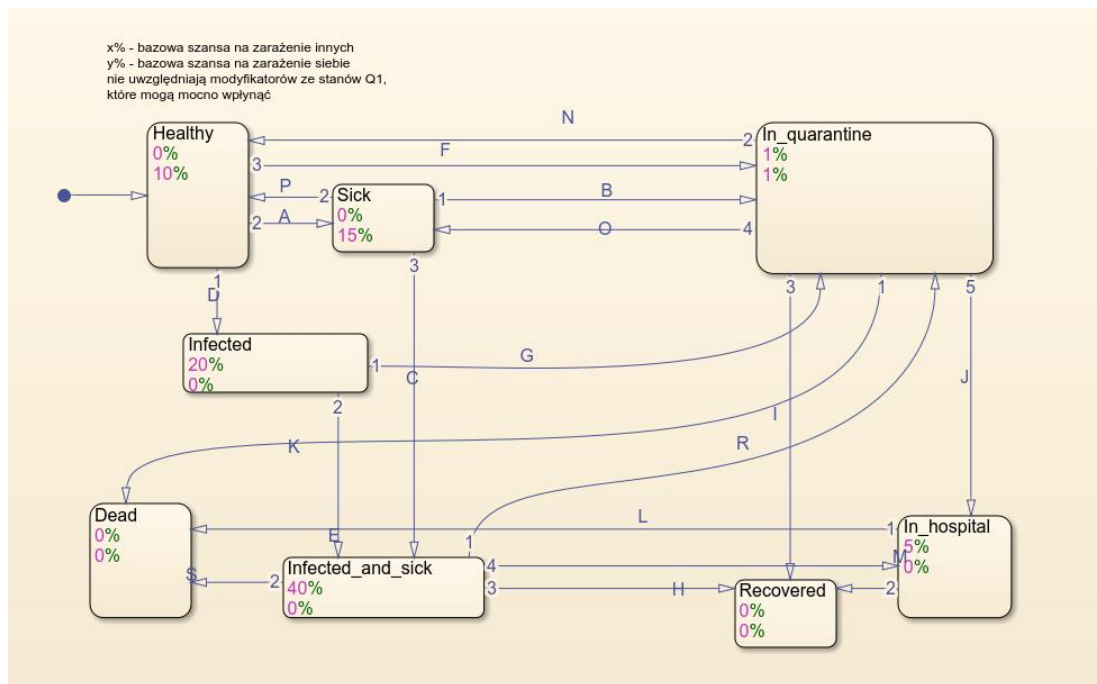 x% - bazowa szansa na zarażenie innych
y% - bazowa szansa na zarażenie siebie
nie uwzględniają modyfikatorów ze stanów Q1,
które mogą mocno wpłynąć
Healthy
0%
10%
N
2
In_quarantine
1%
1%
3
F
P
2
Sick
0%
15%
1
B
2
A
O
4
1
D
3
3
1
5
Infected
20%
0%
1
G
C
J
2
K
I
R
Dead
0%
0%
E
L
1
In_hospital
5%
0%
1
S
2
Infected_and_sick
40%
0%
4
M
3
H
Recovered
0%
0%
2